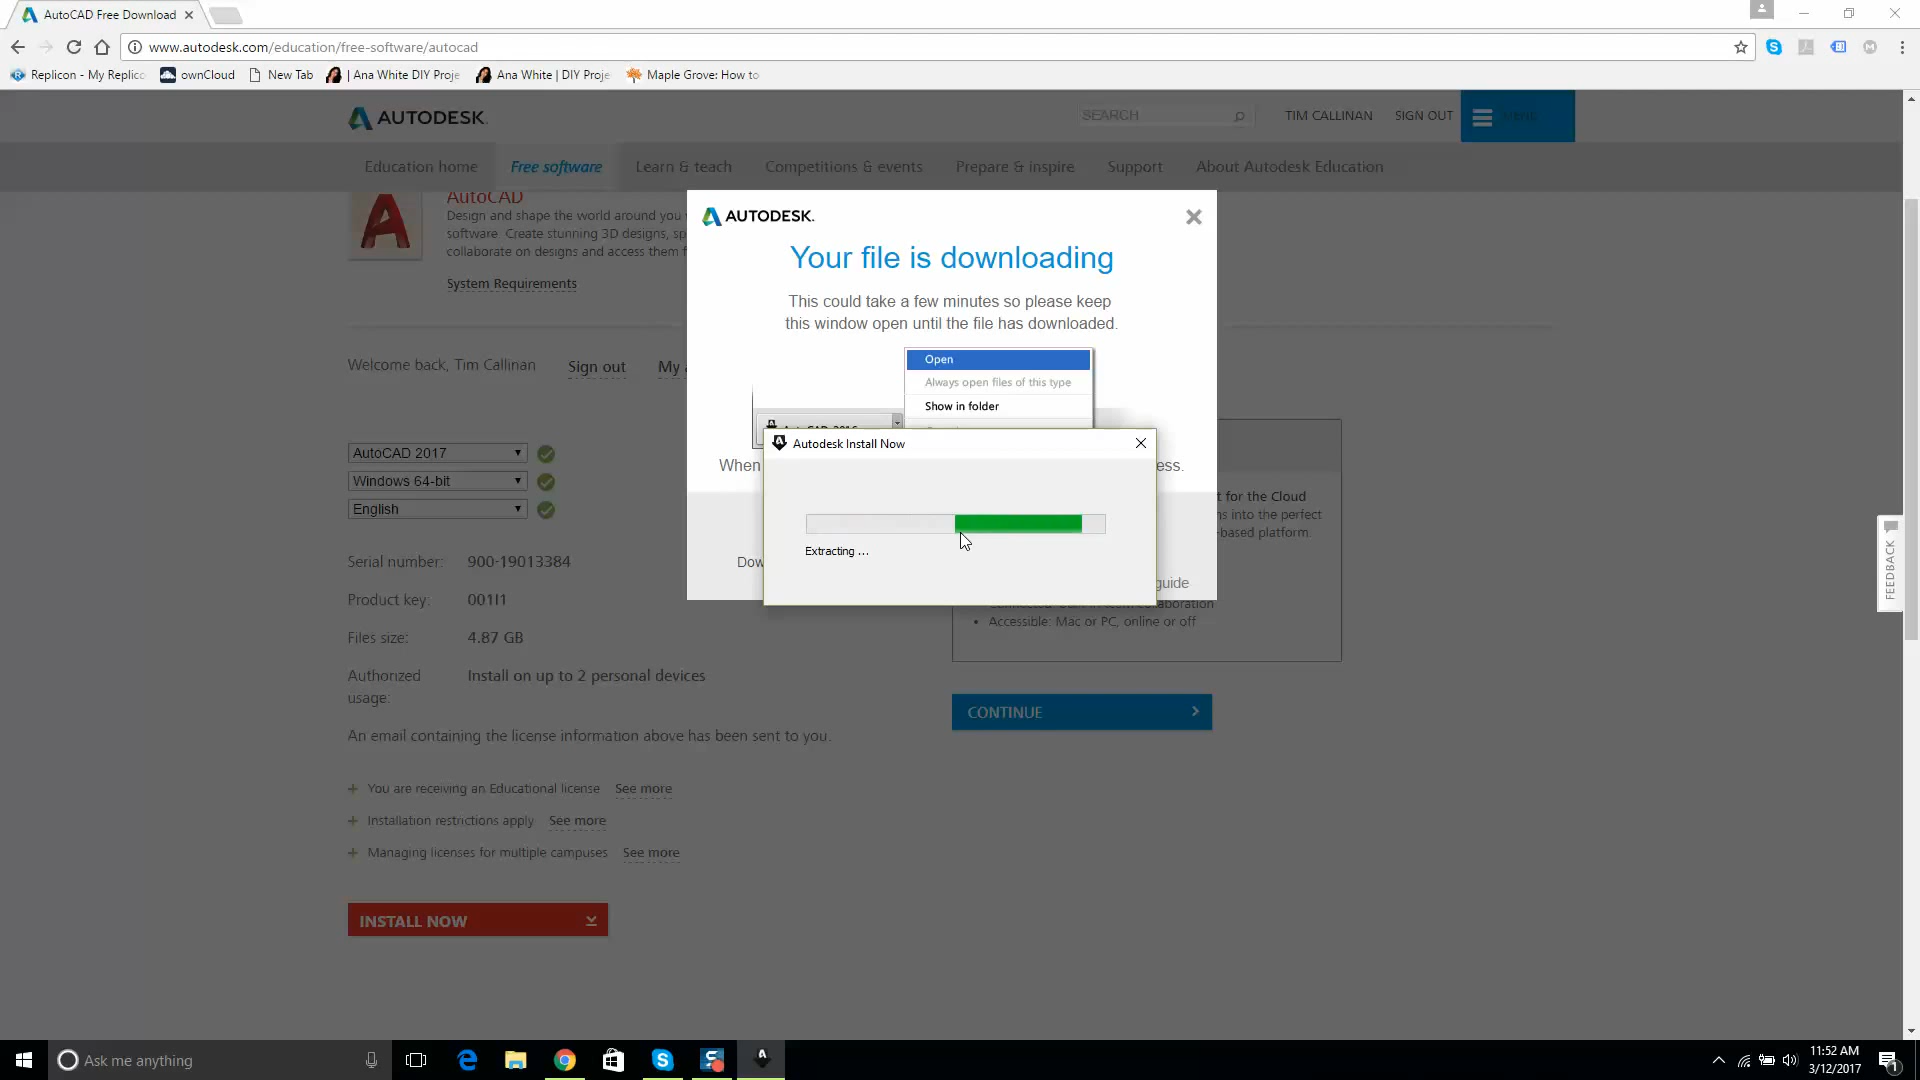 AutoCAD Free Download
www.autodesk.com/education/free-software/autocad
Replicon - My Replic
ownCloud
New Tab
| Ana White DIY Proje
Ana White | DIY Proje
Maple Grove: How to
AUTODESK.
SEARCH
TIM CALLINAN
SIGN OUT
MENU
Education home
Free software
Learn & teach
Competitions & events
Prepare & inspire
Support
About Autodesk Education
AutoCAD
Design and shape the world around you
software. Create stunning 3D designs, sp
collaborate on designs and access them f
System Requirements
Welcome back, Tim Callinan
Sign out
My
AutoCAD 2017
Windows 64-bit
English
Serial number: 900-19013384
Product key: 001I1
Files size: 4.87 GB
Authorized Install on up to 2 personal devices
usage:
An email containing the license information above has been sent to you.
+ You are receiving an Educational license See more
+ Installation restrictions apply See more
+ Managing licenses for multiple campuses See more
INSTALL NOW
AUTODESK.
Your file is downloading
This could take a few minutes so please keep
this window open until the file has downloaded.
Open
Always open files of this type
Show in folder
When
ess.
Dow
Autodesk Install Now
Extracting ...
t for the Cloud
ns into the perfect
-based platform.
guide
• Accessible: Mac or PC, online or off
CONTINUE
FEEDBACK
Ask me anything
11:52 AM
3/12/2017
1